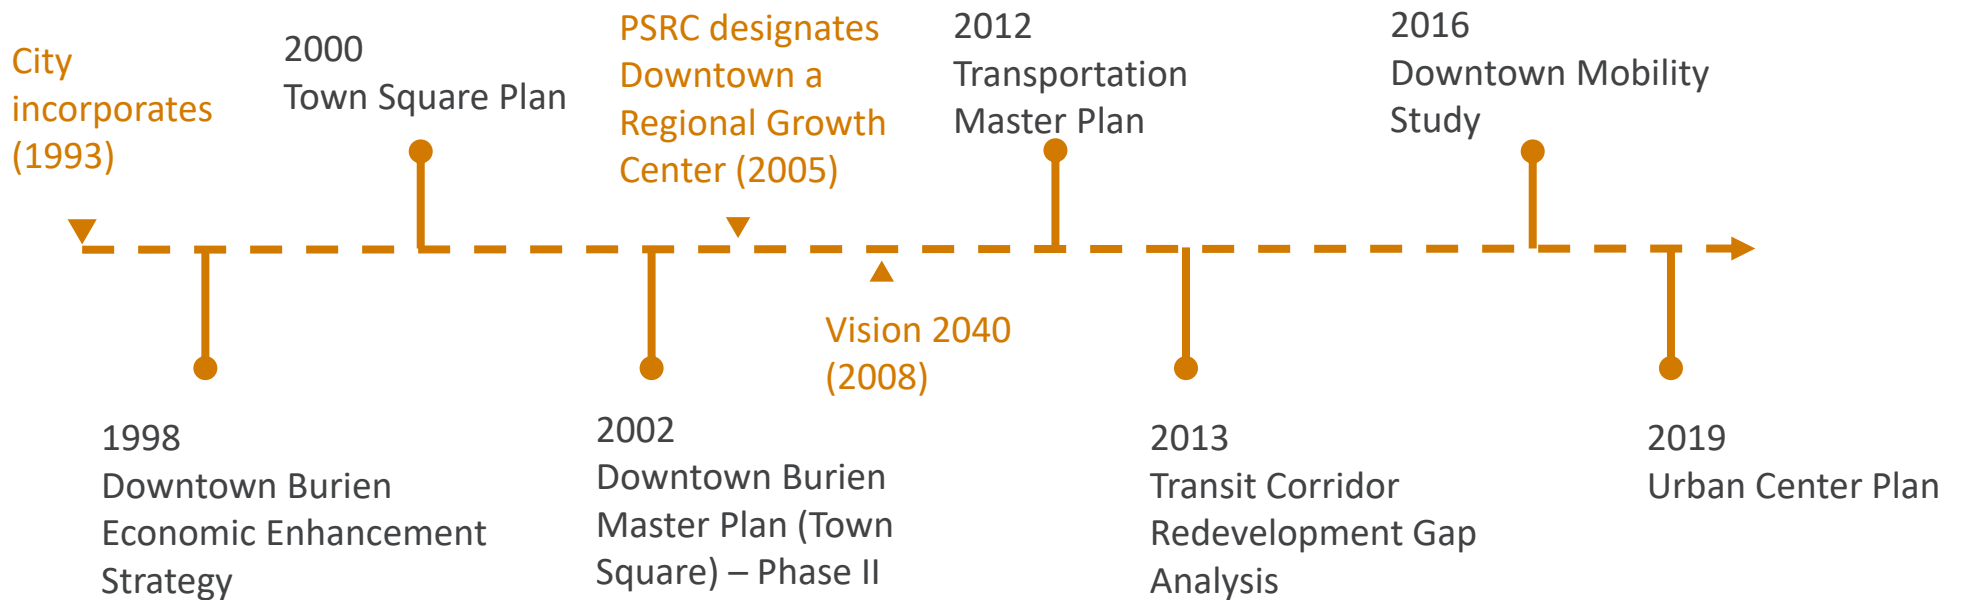 City
incorporates
(1993)
2000
Town Square Plan
PSRC designates
Downtown a
Regional Growth
Center (2005)
2012
Transportation
Master Plan
2016
Downtown Mobility
Study
1998
Downtown Burien
Economic Enhancement
Strategy
2002
Downtown Burien
Master Plan (Town
Square) – Phase II
Vision 2040
(2008)
2013
Transit Corridor
Redevelopment Gap
Analysis
2019
Urban Center Plan